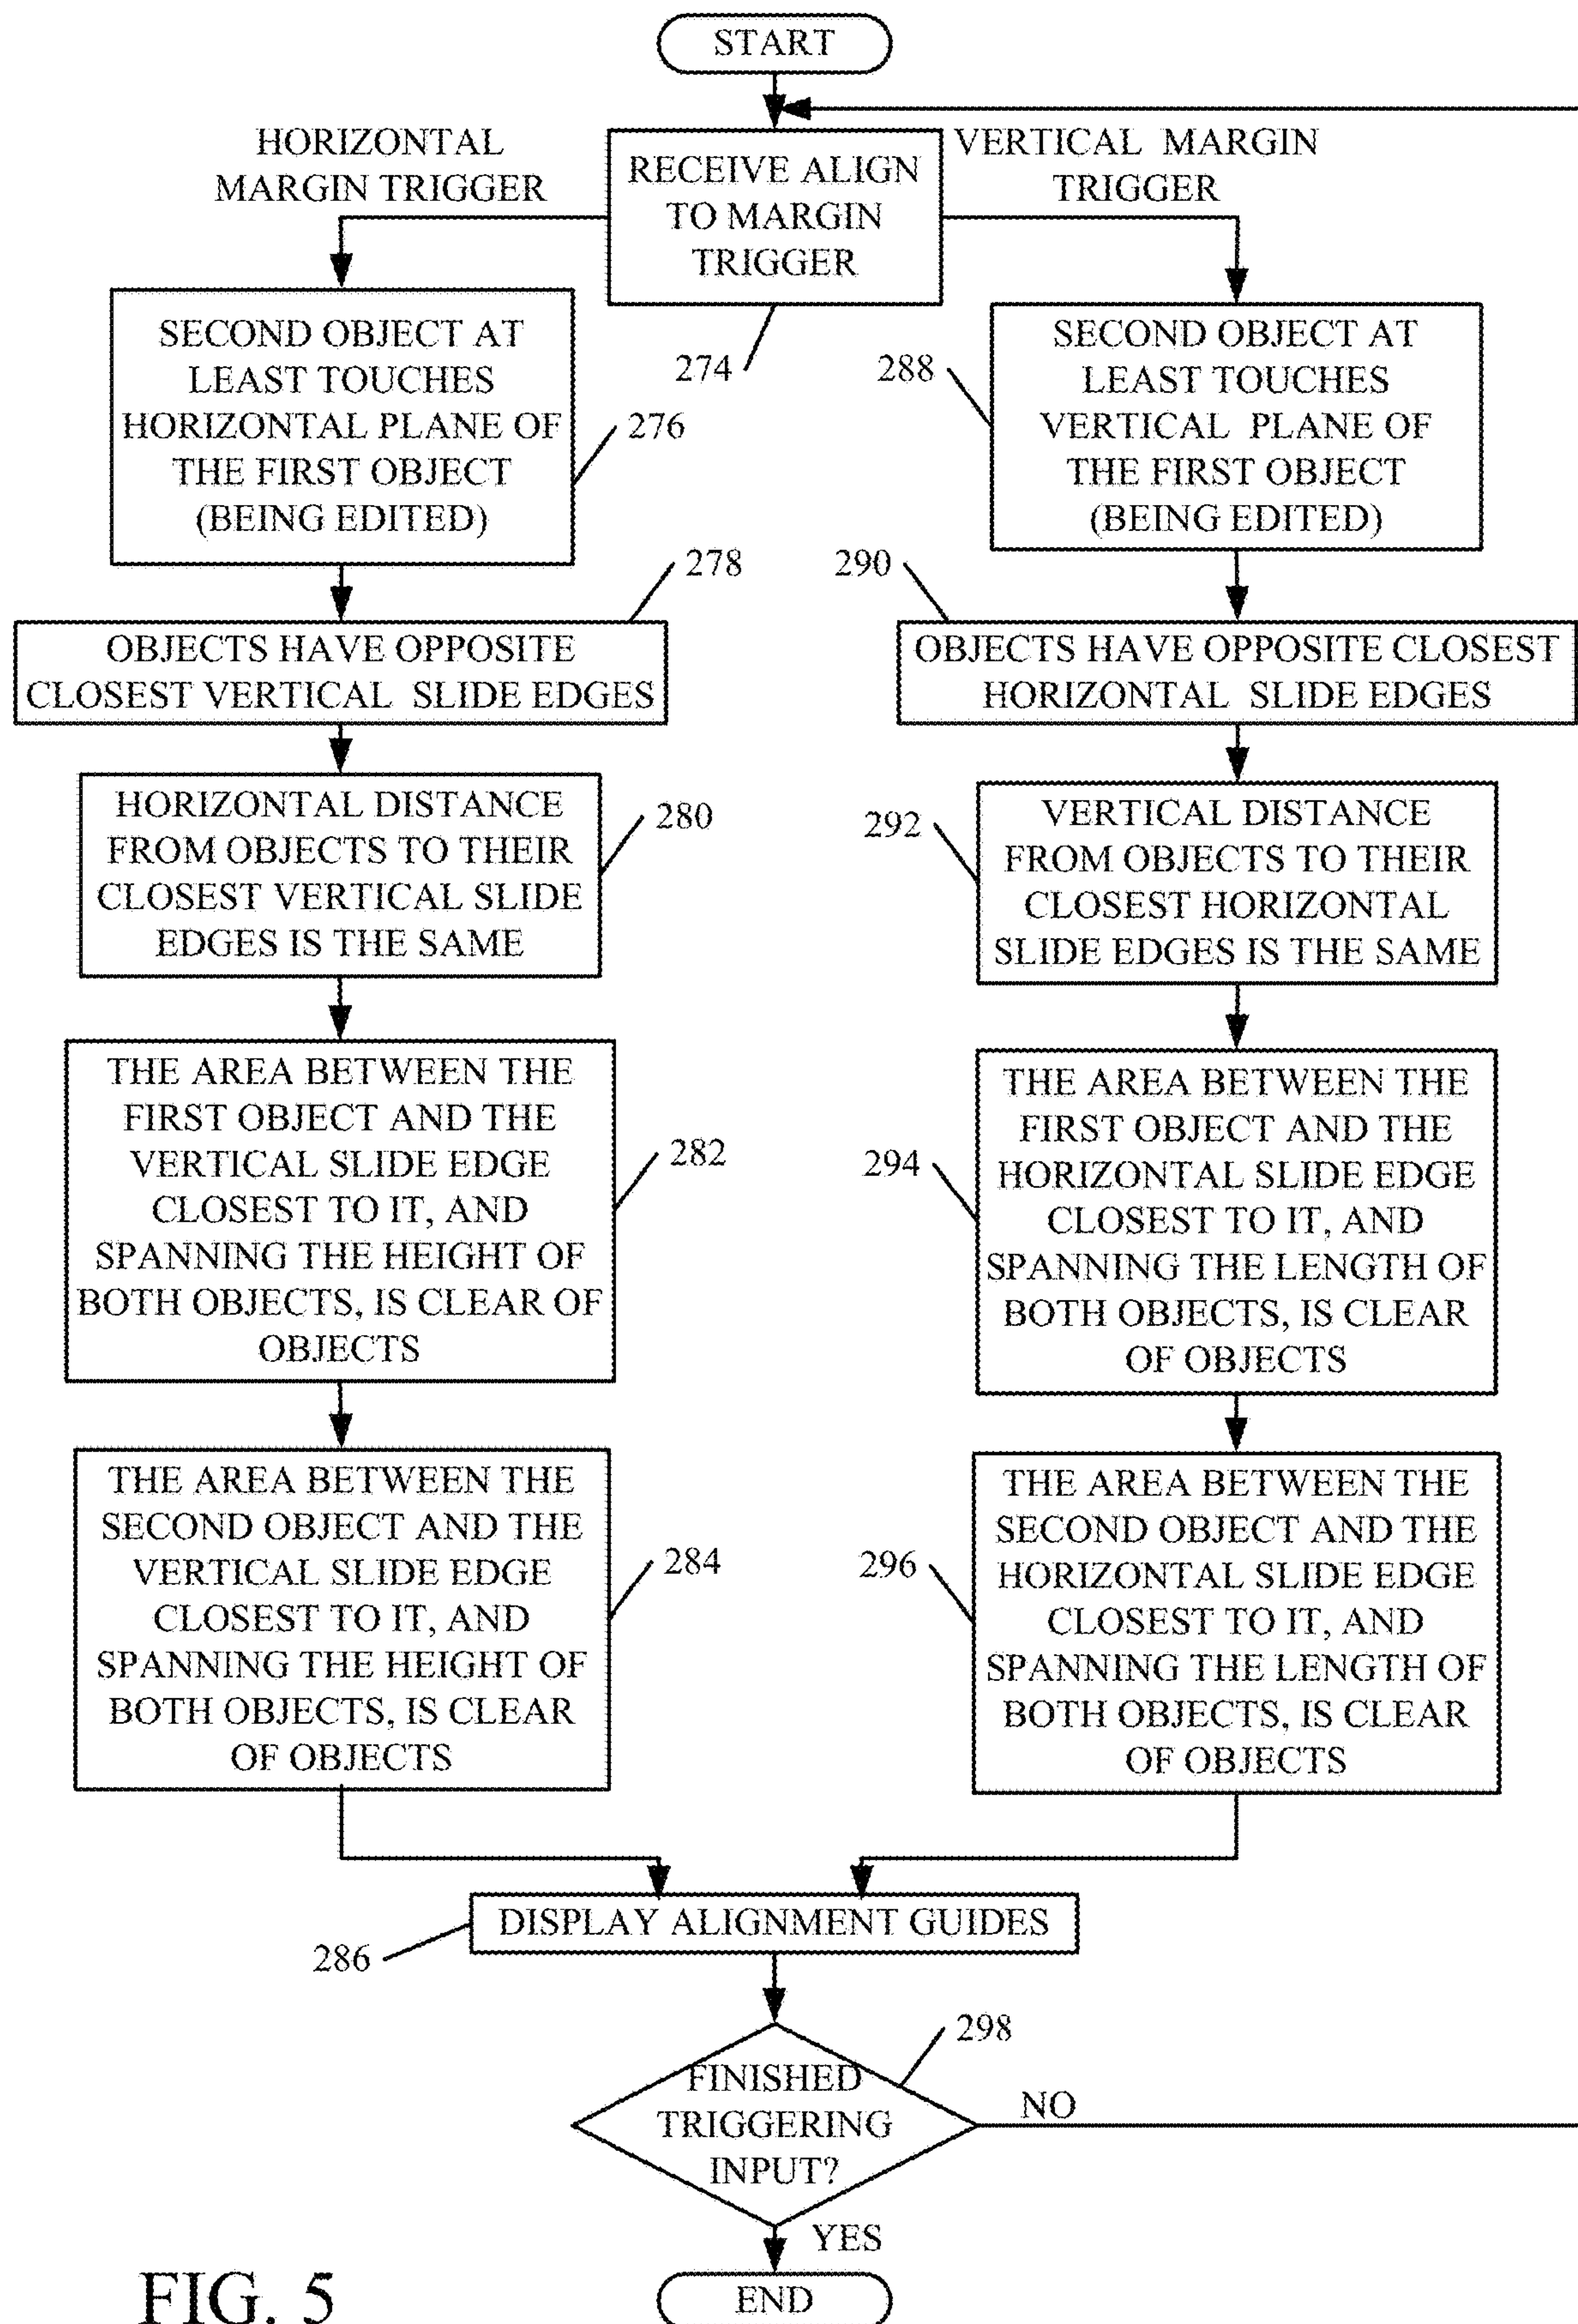 START
HORIZONTAL
MARGIN TRIGGER
RECEIVE ALIGN
TO MARGIN
TRIGGER
VERTICAL MARGIN
TRIGGER
274
SECOND OBJECT AT
LEAST TOUCHES
HORIZONTAL PLANE OF
THE FIRST OBJECT
(BEING EDITED)
276
288
SECOND OBJECT AT
LEAST TOUCHES
VERTICAL PLANE OF
THE FIRST OBJECT
(BEING EDITED)
278
OBJECTS HAVE OPPOSITE
CLOSEST VERTICAL SLIDE EDGES
290
OBJECTS HAVE OPPOSITE CLOSEST
HORIZONTAL SLIDE EDGES
HORIZONTAL DISTANCE
FROM OBJECTS TO THEIR
CLOSEST VERTICAL SLIDE
EDGES IS THE SAME
280
292
VERTICAL DISTANCE
FROM OBJECTS TO THEIR
CLOSEST HORIZONTAL
SLIDE EDGES IS THE SAME
THE AREA BETWEEN THE
FIRST OBJECT AND THE
VERTICAL SLIDE EDGE
CLOSEST TO IT, AND
SPANNING THE HEIGHT OF
BOTH OBJECTS, IS CLEAR OF
OBJECTS
282
294
THE AREA BETWEEN THE
FIRST OBJECT AND THE
HORIZONTAL SLIDE EDGE
CLOSEST TO IT, AND
SPANNING THE LENGTH OF
BOTH OBJECTS, IS CLEAR
OF OBJECTS
THE AREA BETWEEN THE
SECOND OBJECT AND THE
VERTICAL SLIDE EDGE
CLOSEST TO IT, AND
SPANNING THE HEIGHT OF
BOTH OBJECTS, IS CLEAR
OF OBJECTS
284
296
THE AREA BETWEEN THE
SECOND OBJECT AND THE
HORIZONTAL SLIDE EDGE
CLOSEST TO IT, AND
SPANNING THE LENGTH OF
BOTH OBJECTS, IS CLEAR
OF OBJECTS
DISPLAY ALIGNMENT GUIDES
286
298
FINISHED
TRIGGERING
INPUT?
NO
YES
END
FIG. 5